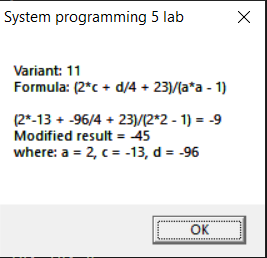 System programming 5 lab
Variant: 11
Formula: (2*c + d/4 + 23)/(a*a - 1)
(2*-13 + -96/4 + 23)/(2*2 - 1) = -9
Modified result = -45
where: a = 2, c = -13, d = -96
OK